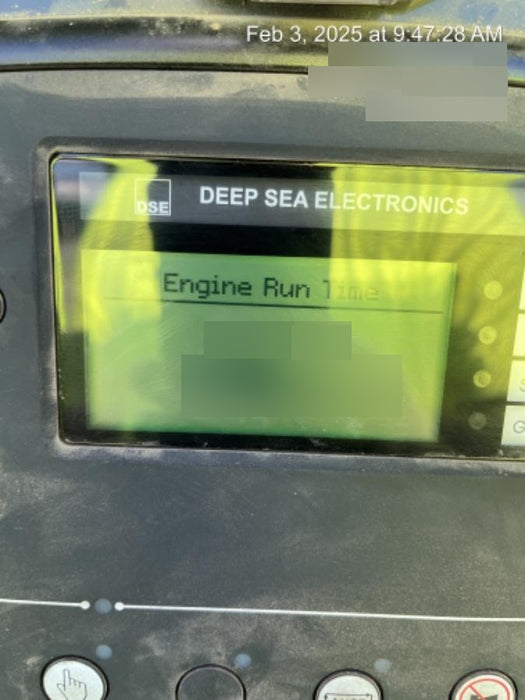 Feb 3, 2025 at 9:47:28 AM
DSE
DEEP SEA ELECTRONICS
Engine Run Time